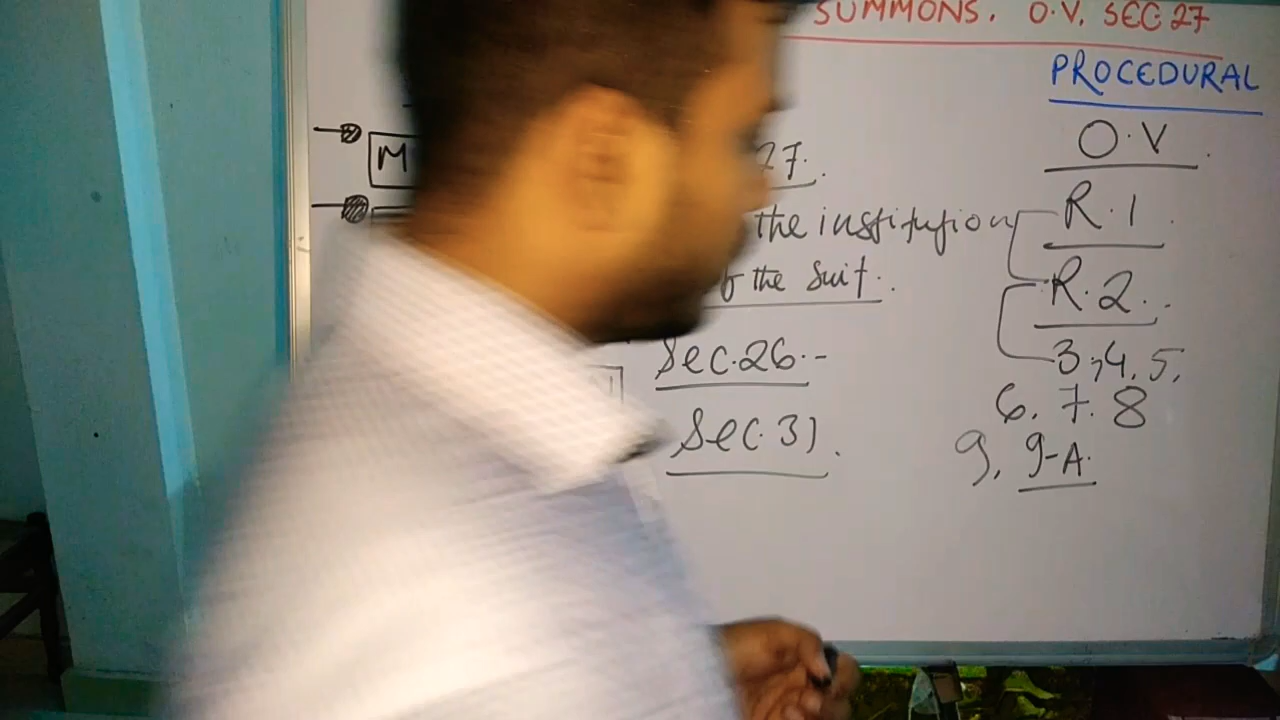 SUMMONS. O.V. SEC. 27
PROCEDURAL
O.V.
M
27.
the institution
of the Suit.
R.1.
R.2..
Sec.26.-
3,4,5,
6.7.8
Sec.31.
9, 9-A.